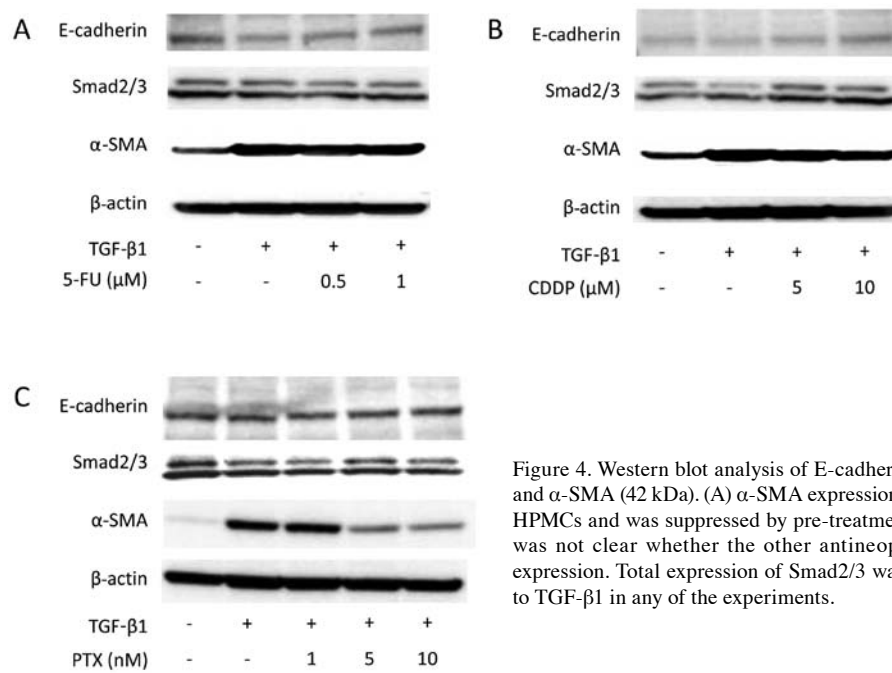 A
E-cadherin
Smad2/3
α-SMA
β-actin
TGF-β1 - + + +
5-FU (μM) - - 0.5 1
B
E-cadherin
Smad2/3
α-SMA
β-actin
TGF-β1 - + + +
CDDP (μM) - - 5 10
C
E-cadherin
Smad2/3
α-SMA
β-actin
TGF-β1 - + + + +
PTX (nM) - - 1 5 10
Figure 4. Western blot analysis of E-cadher
and α-SMA (42 kDa). (A) α-SMA expression
HPMCs and was suppressed by pre-treatme
was not clear whether the other antineop
expression. Total expression of Smad2/3 wa
to TGF-β1 in any of the experiments.